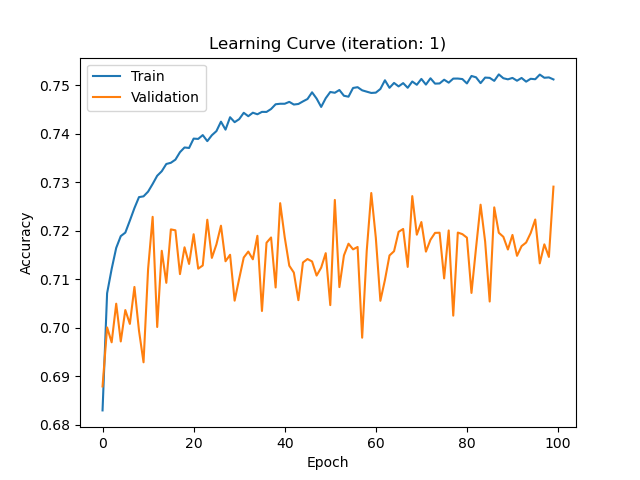 Learning Curve (iteration: 1)
Train
Validation
0.75
0.74
0.73
0.72
0.71
0.70
0.69
0.68
Accuracy
0 20 40 60 80 100
Epoch